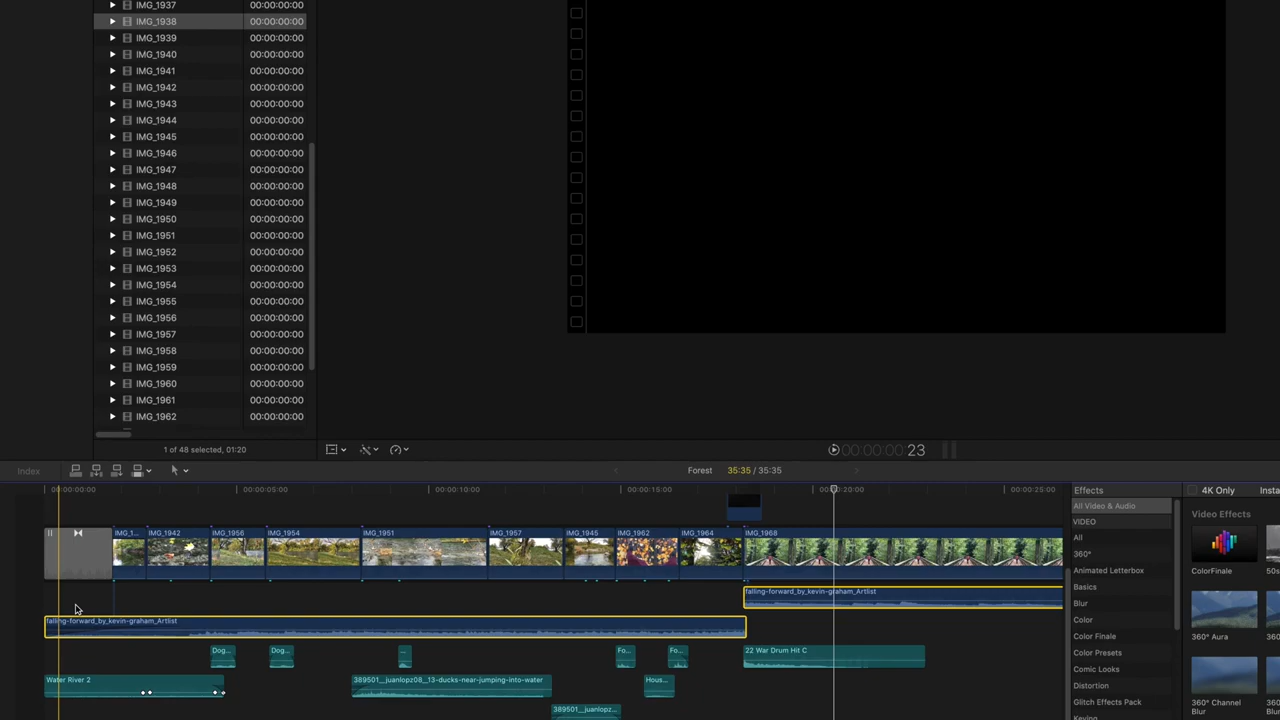 IMG_1937 00:00:00:00
IMG_1938 00:00:00:00
IMG_1939 00:00:00:00
IMG_1940 00:00:00:00
IMG_1941 00:00:00:00
IMG_1942 00:00:00:00
IMG_1943 00:00:00:00
IMG_1944 00:00:00:00
IMG_1945 00:00:00:00
IMG_1946 00:00:00:00
IMG_1947 00:00:00:00
IMG_1948 00:00:00:00
IMG_1949 00:00:00:00
IMG_1950 00:00:00:00
IMG_1951 00:00:00:00
IMG_1952 00:00:00:00
IMG_1953 00:00:00:00
IMG_1954 00:00:00:00
IMG_1955 00:00:00:00
IMG_1956 00:00:00:00
IMG_1957 00:00:00:00
IMG_1958 00:00:00:00
IMG_1959 00:00:00:00
IMG_1960 00:00:00:00
IMG_1961 00:00:00:00
IMG_1962 00:00:00:00
1 of 48 selected, 01:20
00:00:00:23
Index
Forest 35:35 / 35:35
00:00:00:00 00:00:05:00 00:00:10:00 00:00:15:00 00:00:20:00 00:00:25:00
IMG_1... IMG_1942 IMG_1956 IMG_1954 IMG_1951 IMG_1957 IMG_1945 IMG_1962 IMG_1964 IMG_1968
falling-forward_by_kevin-graham_Artlist
falling-forward_by_kevin-graham_Artlist
Dog... Dog... ... Fo... Fo... 22 War Drum Hit C
Water River 2 389501__juanlopz08__13-ducks-near-jumping-into-water Hous...
389501__juanlopz...
Effects 4K Only Insta
All Video & Audio
VIDEO
All
360°
Animated Letterbox
Basics
Blur
Color
Color Finale
Color Presets
Comic Looks
Distortion
Glitch Effects Pack
Keying
Video Effects
ColorFinale 50s
360° Aura 360°
360° Channel Blur 360°